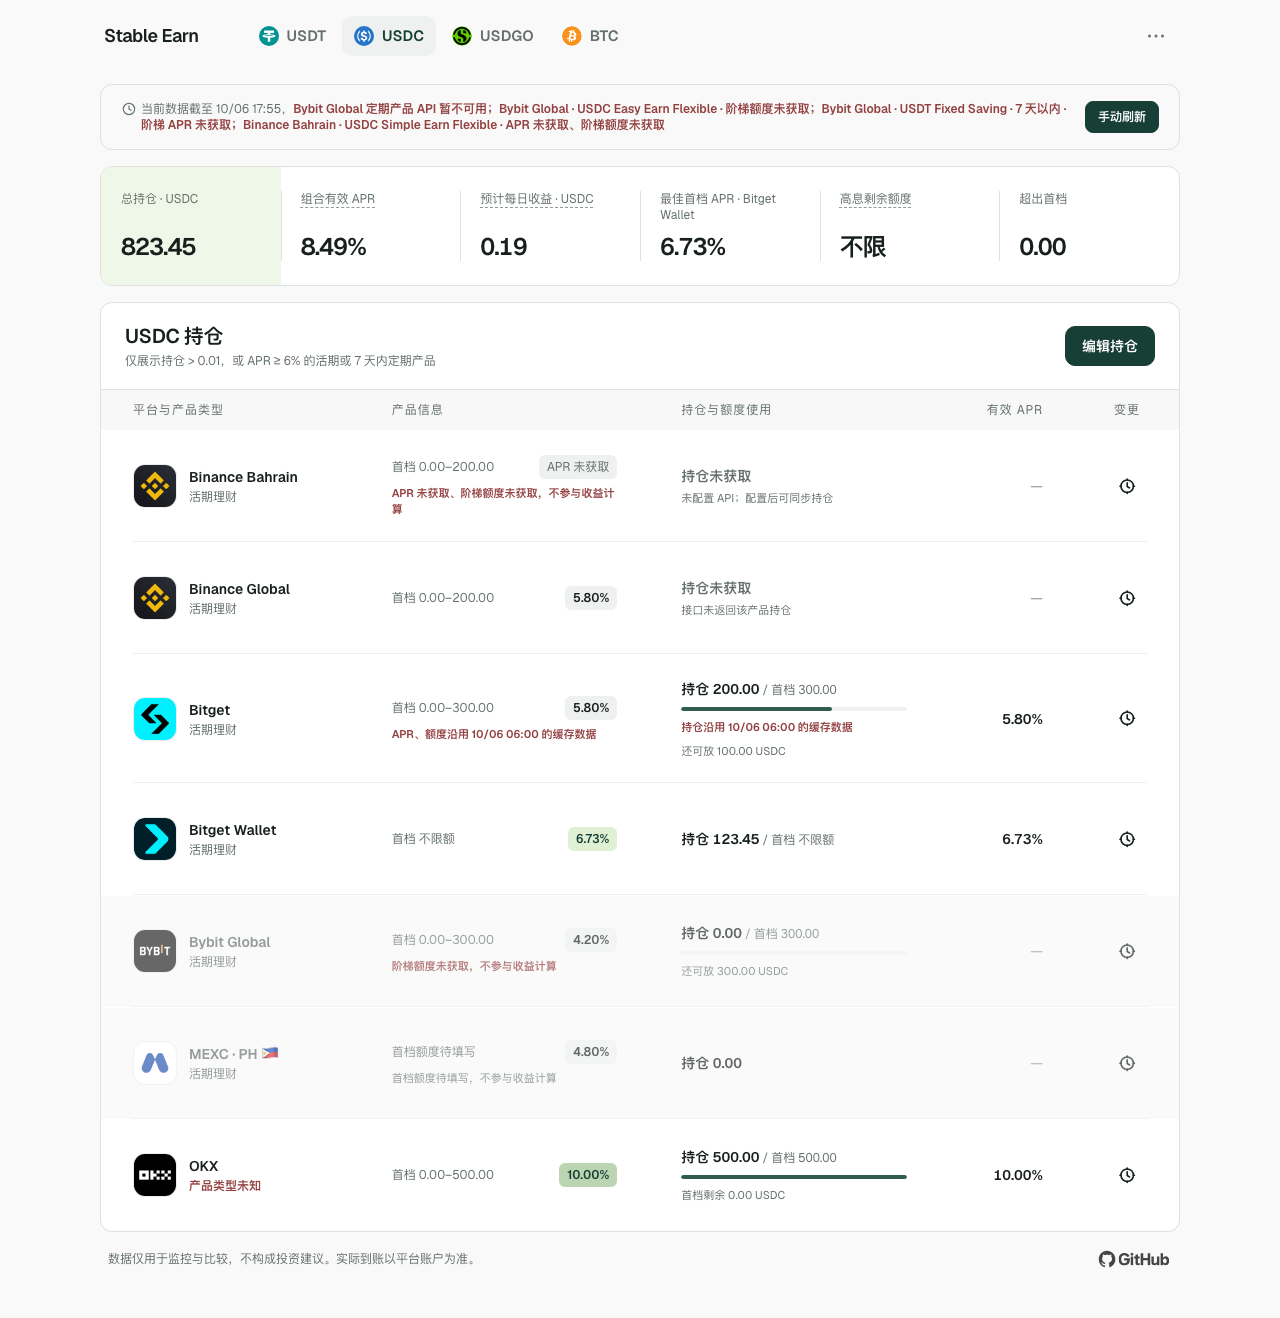 Stable Earn
USDT
USDC
USDGO
BTC
当前数据截至 10/06 17:55，Bybit Global 定期产品 API 暂不可用；Bybit Global · USDC Easy Earn Flexible · 阶梯额度未获取；Bybit Global · USDT Fixed Saving · 7 天以内 ·
阶梯 APR 未获取；Binance Bahrain · USDC Simple Earn Flexible · APR 未获取、阶梯额度未获取
手动刷新
总持仓 · USDC
823.45
组合有效 APR
8.49%
预计每日收益 · USDC
0.19
最佳首档 APR · Bitget
Wallet
6.73%
高息剩余额度
不限
超出首档
0.00
USDC 持仓
仅展示持仓 > 0.01，或 APR ≥ 6% 的活期或 7 天内定期产品
编辑持仓
平台与产品类型
产品信息
持仓与额度使用
有效 APR
变更
Binance Bahrain
活期理财
首档 0.00–200.00
APR 未获取
APR 未获取、阶梯额度未获取，不参与收益计
算
持仓未获取
未配置 API；配置后可同步持仓
—
Binance Global
活期理财
首档 0.00–200.00
5.80%
持仓未获取
接口未返回该产品持仓
—
Bitget
活期理财
首档 0.00–300.00
5.80%
APR、额度沿用 10/06 06:00 的缓存数据
持仓 200.00 / 首档 300.00
持仓沿用 10/06 06:00 的缓存数据
还可放 100.00 USDC
5.80%
Bitget Wallet
活期理财
首档 不限额
6.73%
持仓 123.45 / 首档 不限额
6.73%
BYBIT
Bybit Global
活期理财
首档 0.00–300.00
4.20%
阶梯额度未获取，不参与收益计算
持仓 0.00 / 首档 300.00
还可放 300.00 USDC
—
MEXC · PH 🇵🇭
活期理财
首档额度待填写
4.80%
首档额度待填写，不参与收益计算
持仓 0.00
—
OKX
OKX
产品类型未知
首档 0.00–500.00
10.00%
持仓 500.00 / 首档 500.00
首档剩余 0.00 USDC
10.00%
数据仅用于监控与比较，不构成投资建议。实际到账以平台账户为准。
GitHub